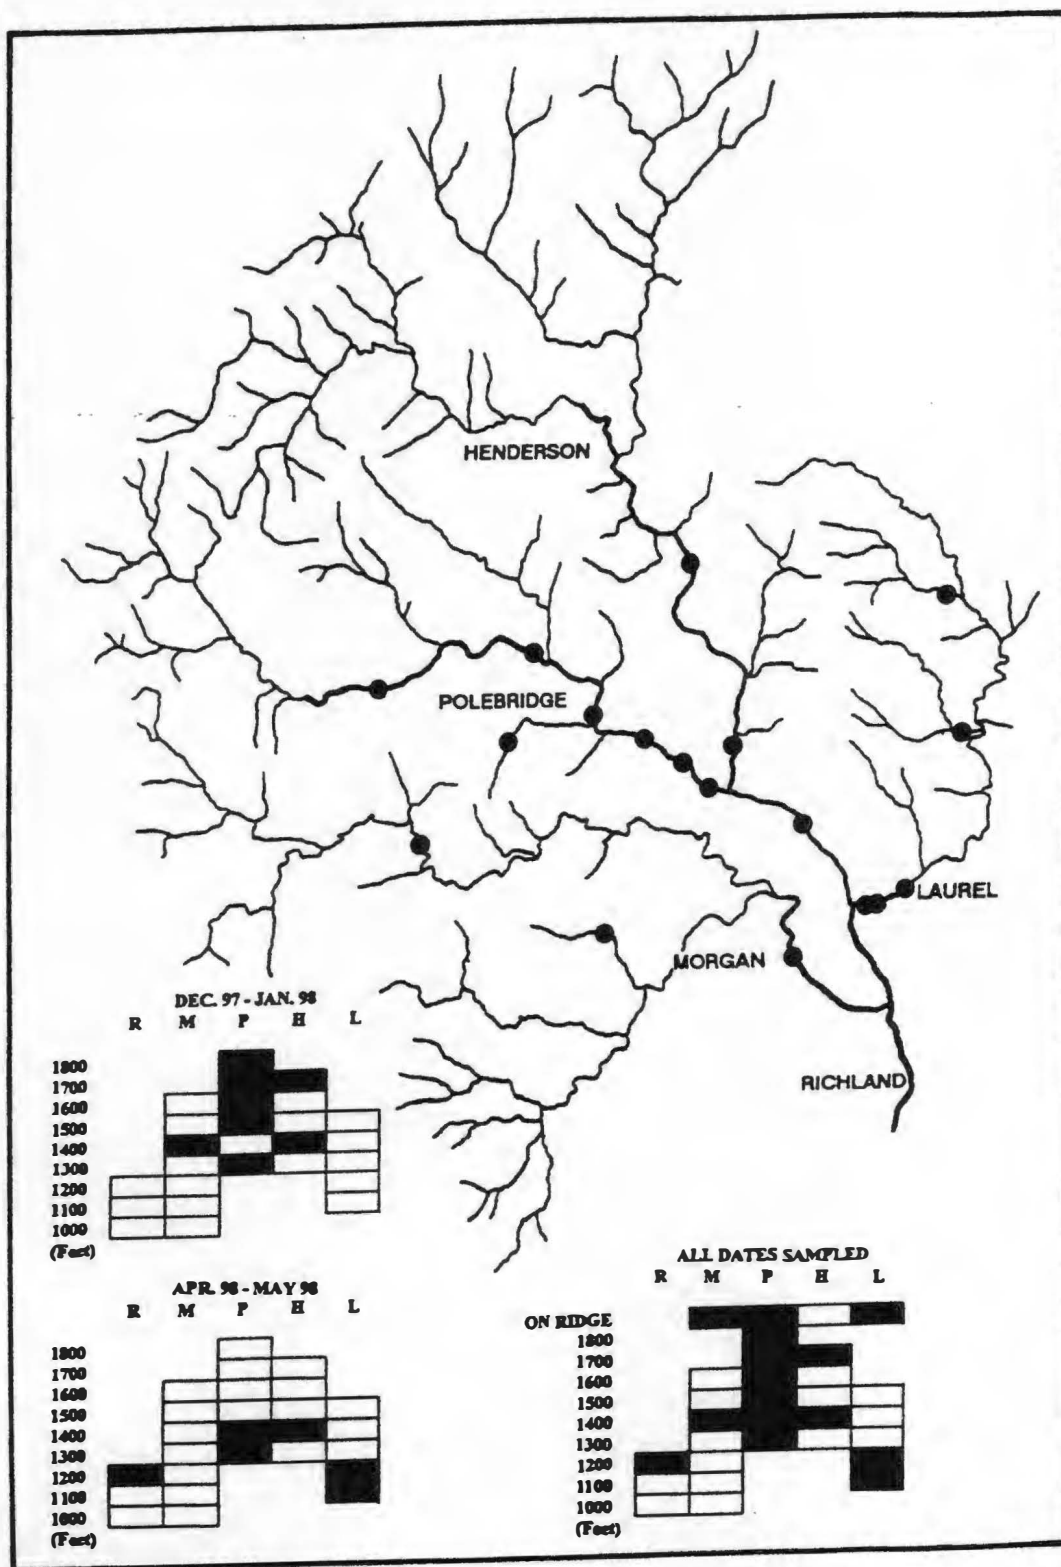 HENDERSON
POLEBRIDGE
LAUREL
MORGAN
RICHLAND
DEC. 97 - JAN. 98
R M P H L
1800
1700
1600
1500
1400
1300
1200
1100
1000
(Feet)
APR. 98 - MAY 98
R M P H L
1800
1700
1600
1500
1400
1300
1200
1100
1000
(Feet)
ALL DATES SAMPLED
R M P H L
ON RIDGE
1800
1700
1600
1500
1400
1300
1200
1100
1000
(Feet)